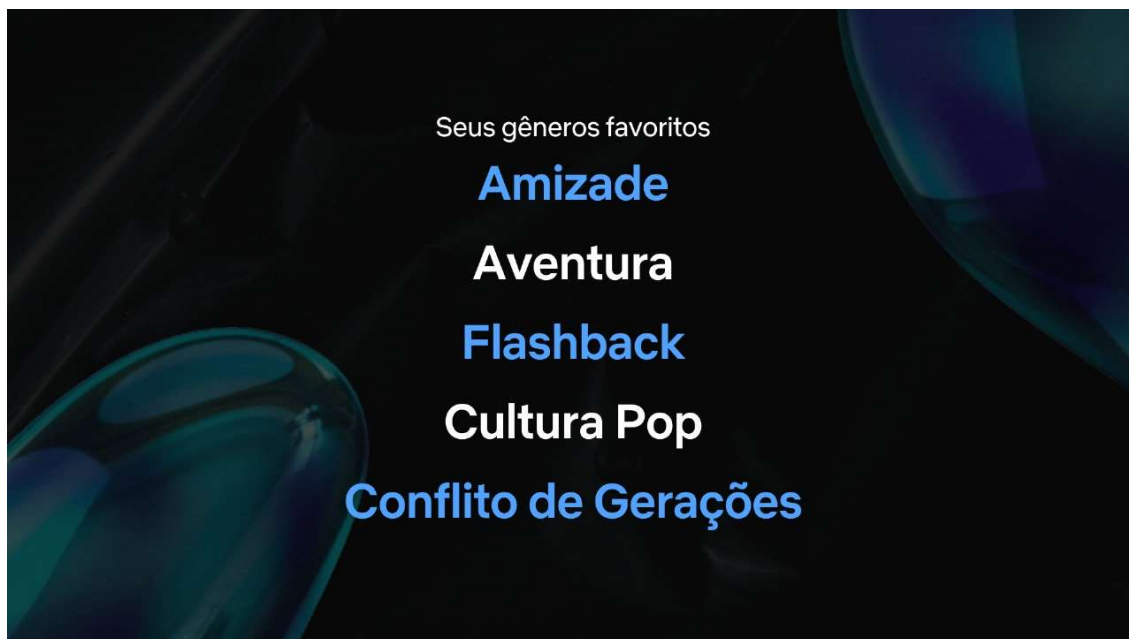 Seus gêneros favoritos
Amizade
Aventura
Flashback
Cultura Pop
Conflito de Gerações